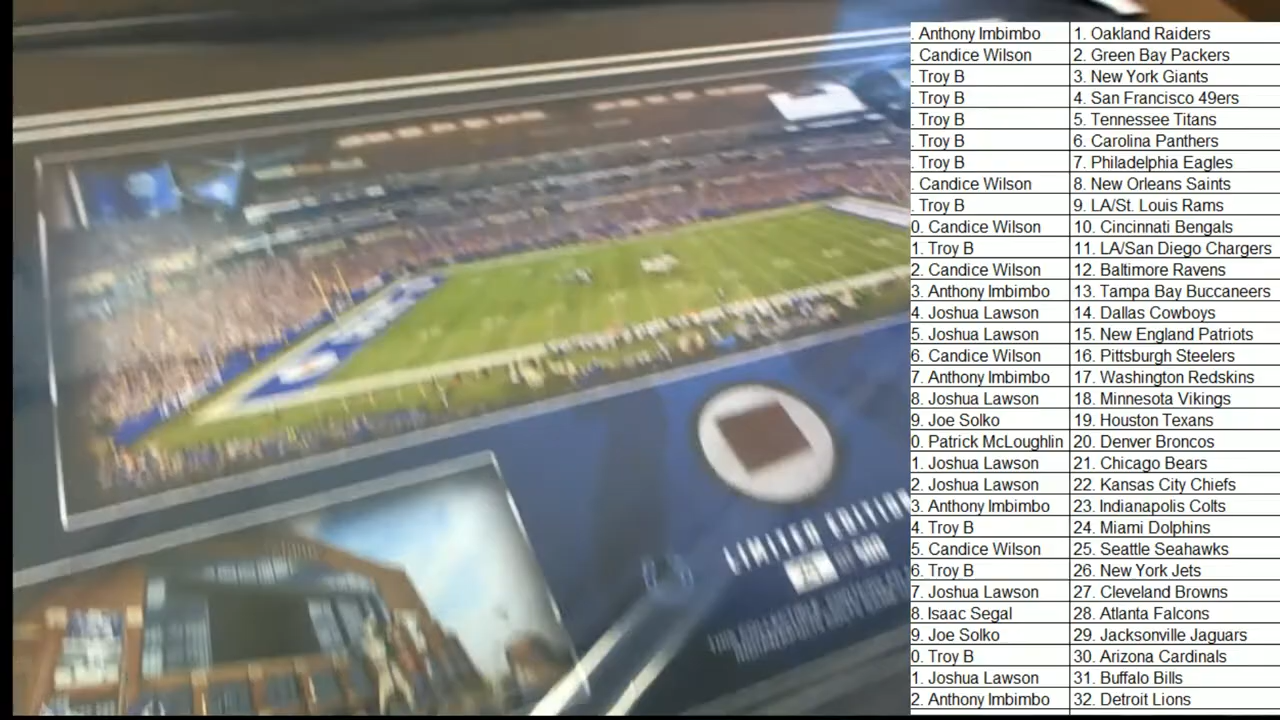 . Anthony Imbimbo 1. Oakland Raiders
. Candice Wilson 2. Green Bay Packers
. Troy B 3. New York Giants
. Troy B 4. San Francisco 49ers
. Troy B 5. Tennessee Titans
. Troy B 6. Carolina Panthers
. Troy B 7. Philadelphia Eagles
. Candice Wilson 8. New Orleans Saints
. Troy B 9. LA/St. Louis Rams
0. Candice Wilson 10. Cincinnati Bengals
1. Troy B 11. LA/San Diego Chargers
2. Candice Wilson 12. Baltimore Ravens
3. Anthony Imbimbo 13. Tampa Bay Buccaneers
4. Joshua Lawson 14. Dallas Cowboys
5. Joshua Lawson 15. New England Patriots
6. Candice Wilson 16. Pittsburgh Steelers
7. Anthony Imbimbo 17. Washington Redskins
8. Joshua Lawson 18. Minnesota Vikings
9. Joe Solko 19. Houston Texans
0. Patrick McLoughlin 20. Denver Broncos
1. Joshua Lawson 21. Chicago Bears
2. Joshua Lawson 22. Kansas City Chiefs
3. Anthony Imbimbo 23. Indianapolis Colts
4. Troy B 24. Miami Dolphins
5. Candice Wilson 25. Seattle Seahawks
6. Troy B 26. New York Jets
7. Joshua Lawson 27. Cleveland Browns
8. Isaac Segal 28. Atlanta Falcons
9. Joe Solko 29. Jacksonville Jaguars
0. Troy B 30. Arizona Cardinals
1. Joshua Lawson 31. Buffalo Bills
2. Anthony Imbimbo 32. Detroit Lions
LIMITED EDITION